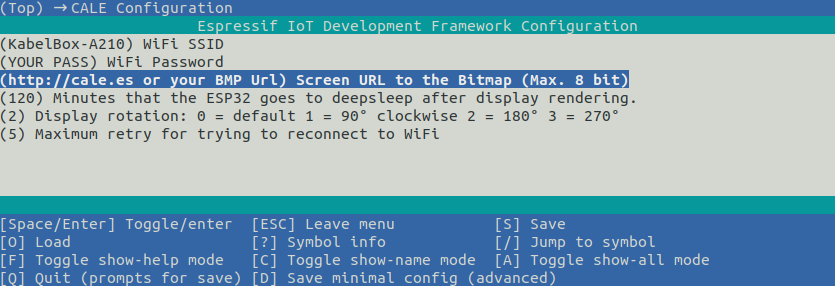 (Top) → CALE Configuration
Espressif IoT Development Framework Configuration
(KabelBox-A210) WiFi SSID
(YOUR PASS) WiFi Password
(http://cale.es or your BMP Url) Screen URL to the Bitmap (Max. 8 bit)
(120) Minutes that the ESP32 goes to deepsleep after display rendering.
(2) Display rotation: 0 = default 1 = 90° clockwise 2 = 180° 3 = 270°
(5) Maximum retry for trying to reconnect to WiFi
[Space/Enter] Toggle/enter [ESC] Leave menu [S] Save
[O] Load [?] Symbol info [/] Jump to symbol
[F] Toggle show-help mode [C] Toggle show-name mode [A] Toggle show-all mode
[Q] Quit (prompts for save) [D] Save minimal config (advanced)